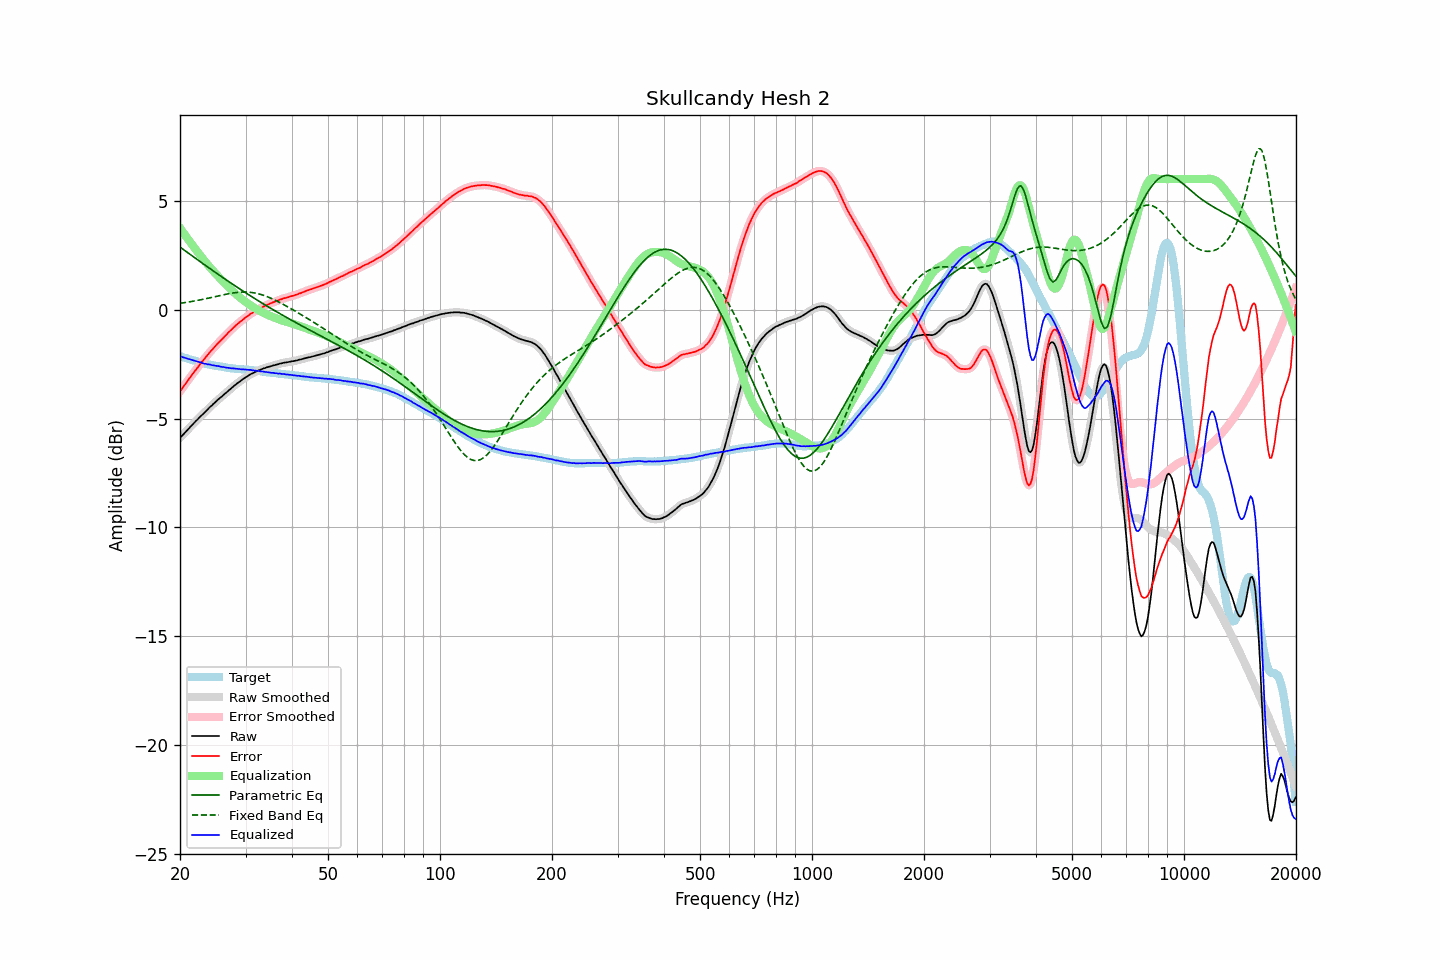 Skullcandy Hesh 2
Amplitude (dBr)
5
0
−5
−10
−15
−20
−25
Target
Raw Smoothed
Error Smoothed
Raw
Error
Equalization
Parametric Eq
Fixed Band Eq
Equalized
20 50 100 200 500 1000 2000 5000 10000 20000
Frequency (Hz)